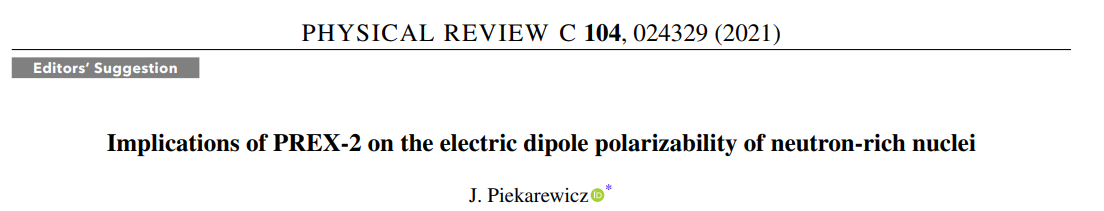 PHYSICAL REVIEW C 104, 024329 (2021)
Editors' Suggestion
Implications of PREX-2 on the electric dipole polarizability of neutron-rich nuclei
J. Piekarewicz iD *